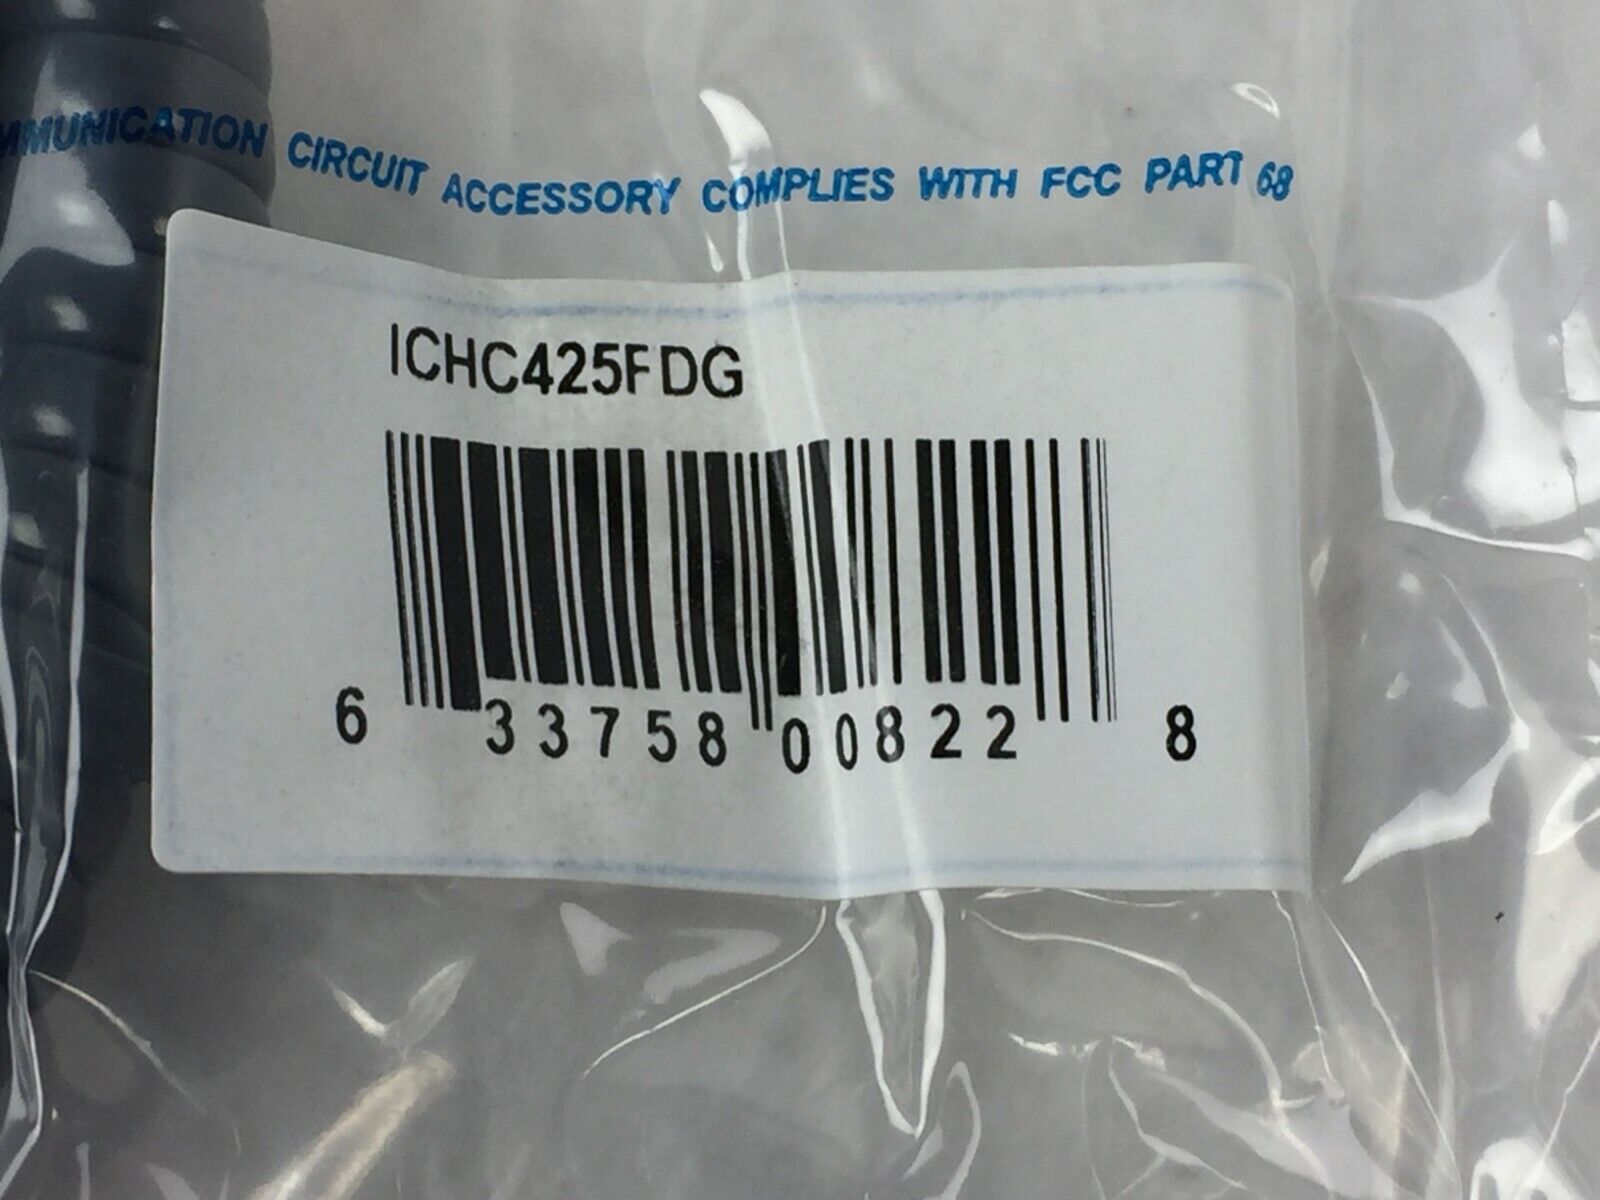 MMUNICATION CIRCUIT ACCESSORY COMPLIES WITH FCC PART 68
ICHC425FDG
6 33758 00822 8